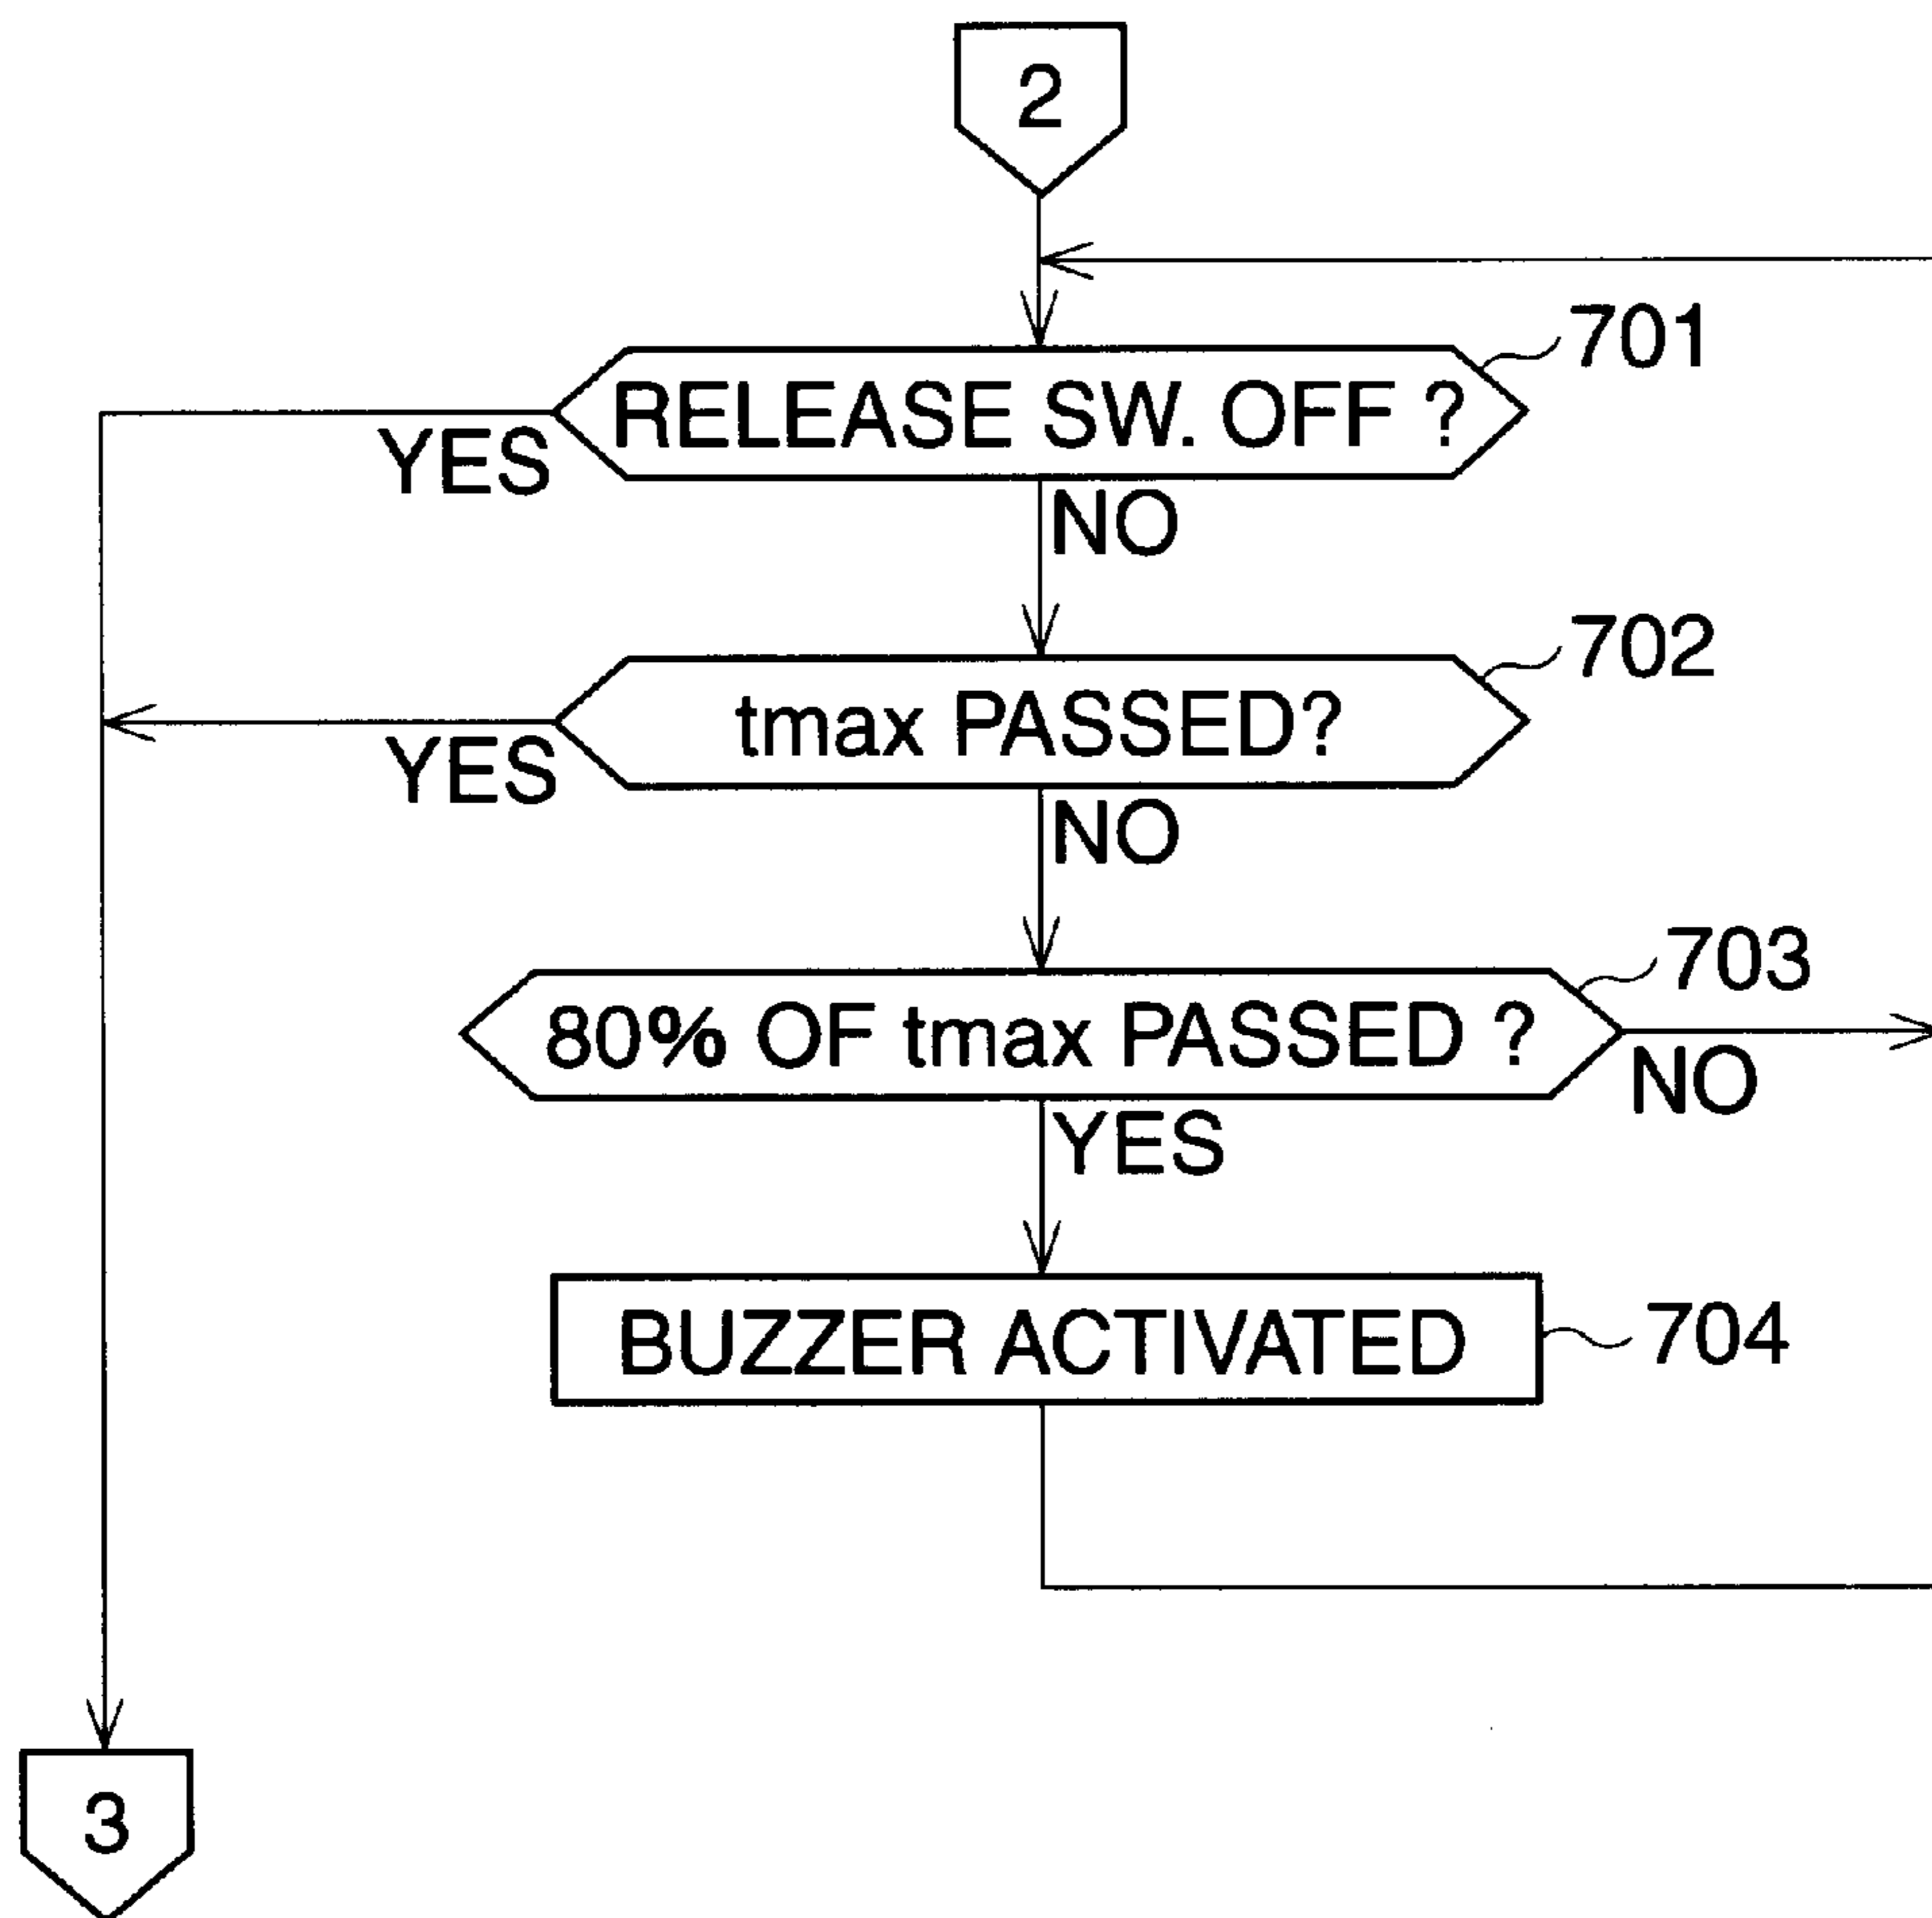 2
701
RELEASE SW. OFF ?
YES
NO
702
tmax PASSED?
YES
NO
703
80% OF tmax PASSED ?
NO
YES
BUZZER ACTIVATED
704
3